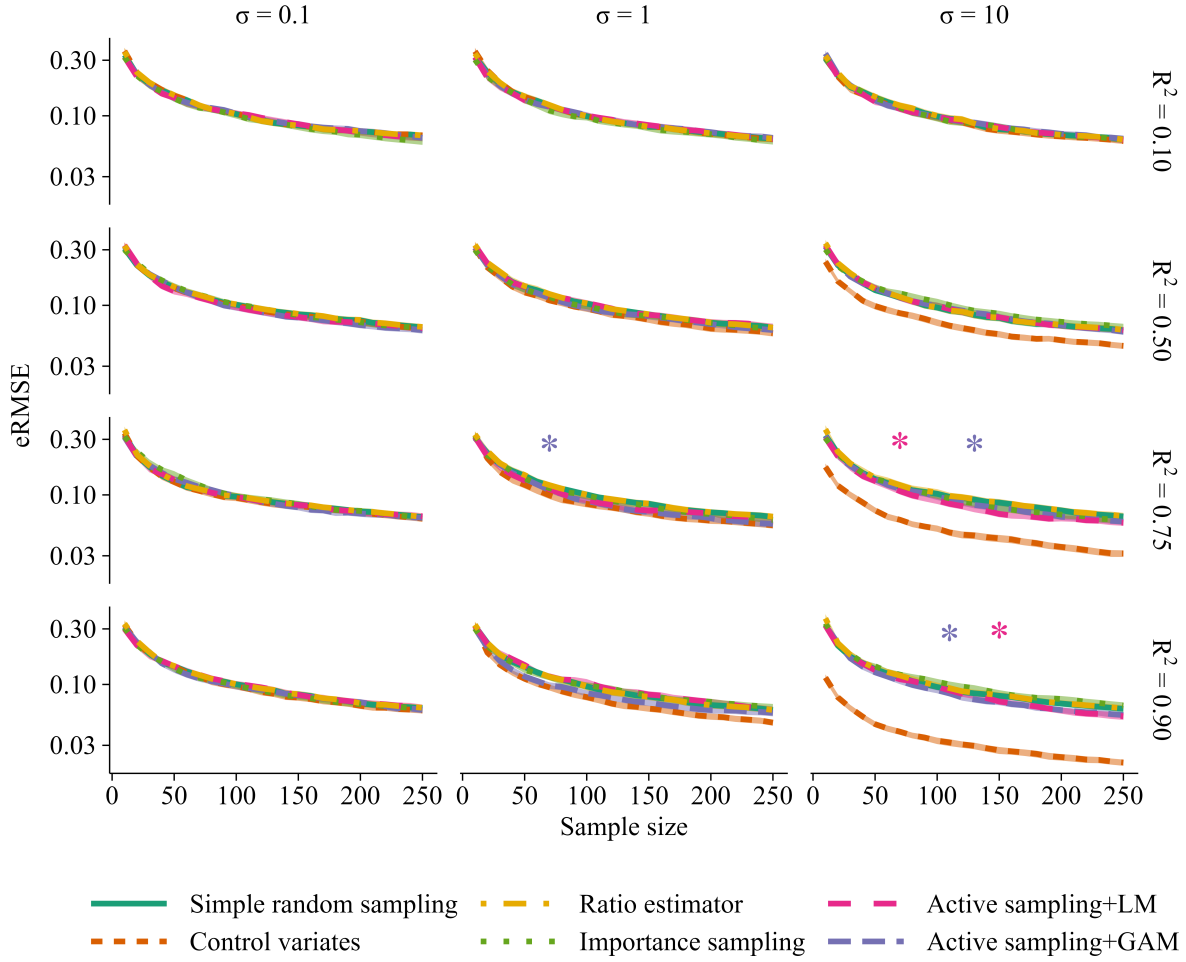 σ = 0.1 σ = 1 σ = 10
0.30
0.10
0.03
R² = 0.10
0.30
0.10
0.03
R² = 0.50
eRMSE
0.30
0.10
0.03
* * *
R² = 0.75
0.30
0.10
0.03
* *
R² = 0.90
0 50 100 150 200 250 0 50 100 150 200 250 0 50 100 150 200 250
Sample size
Simple random sampling Ratio estimator Active sampling+LM
Control variates Importance sampling Active sampling+GAM